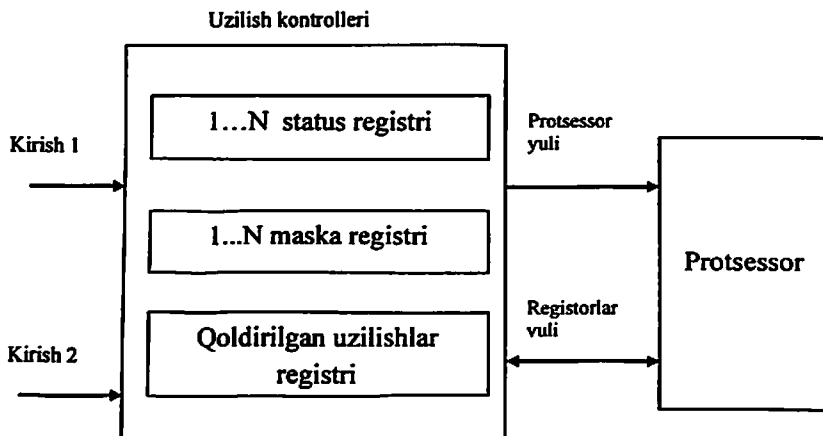 Uzilish kontrolleri
1...N status registri
Kirish 1
Protsessor
yuli
1...N maska registri
Protsessor
Registorlar
yuli
Qoldirilgan uzilishlar
registri
Kirish 2